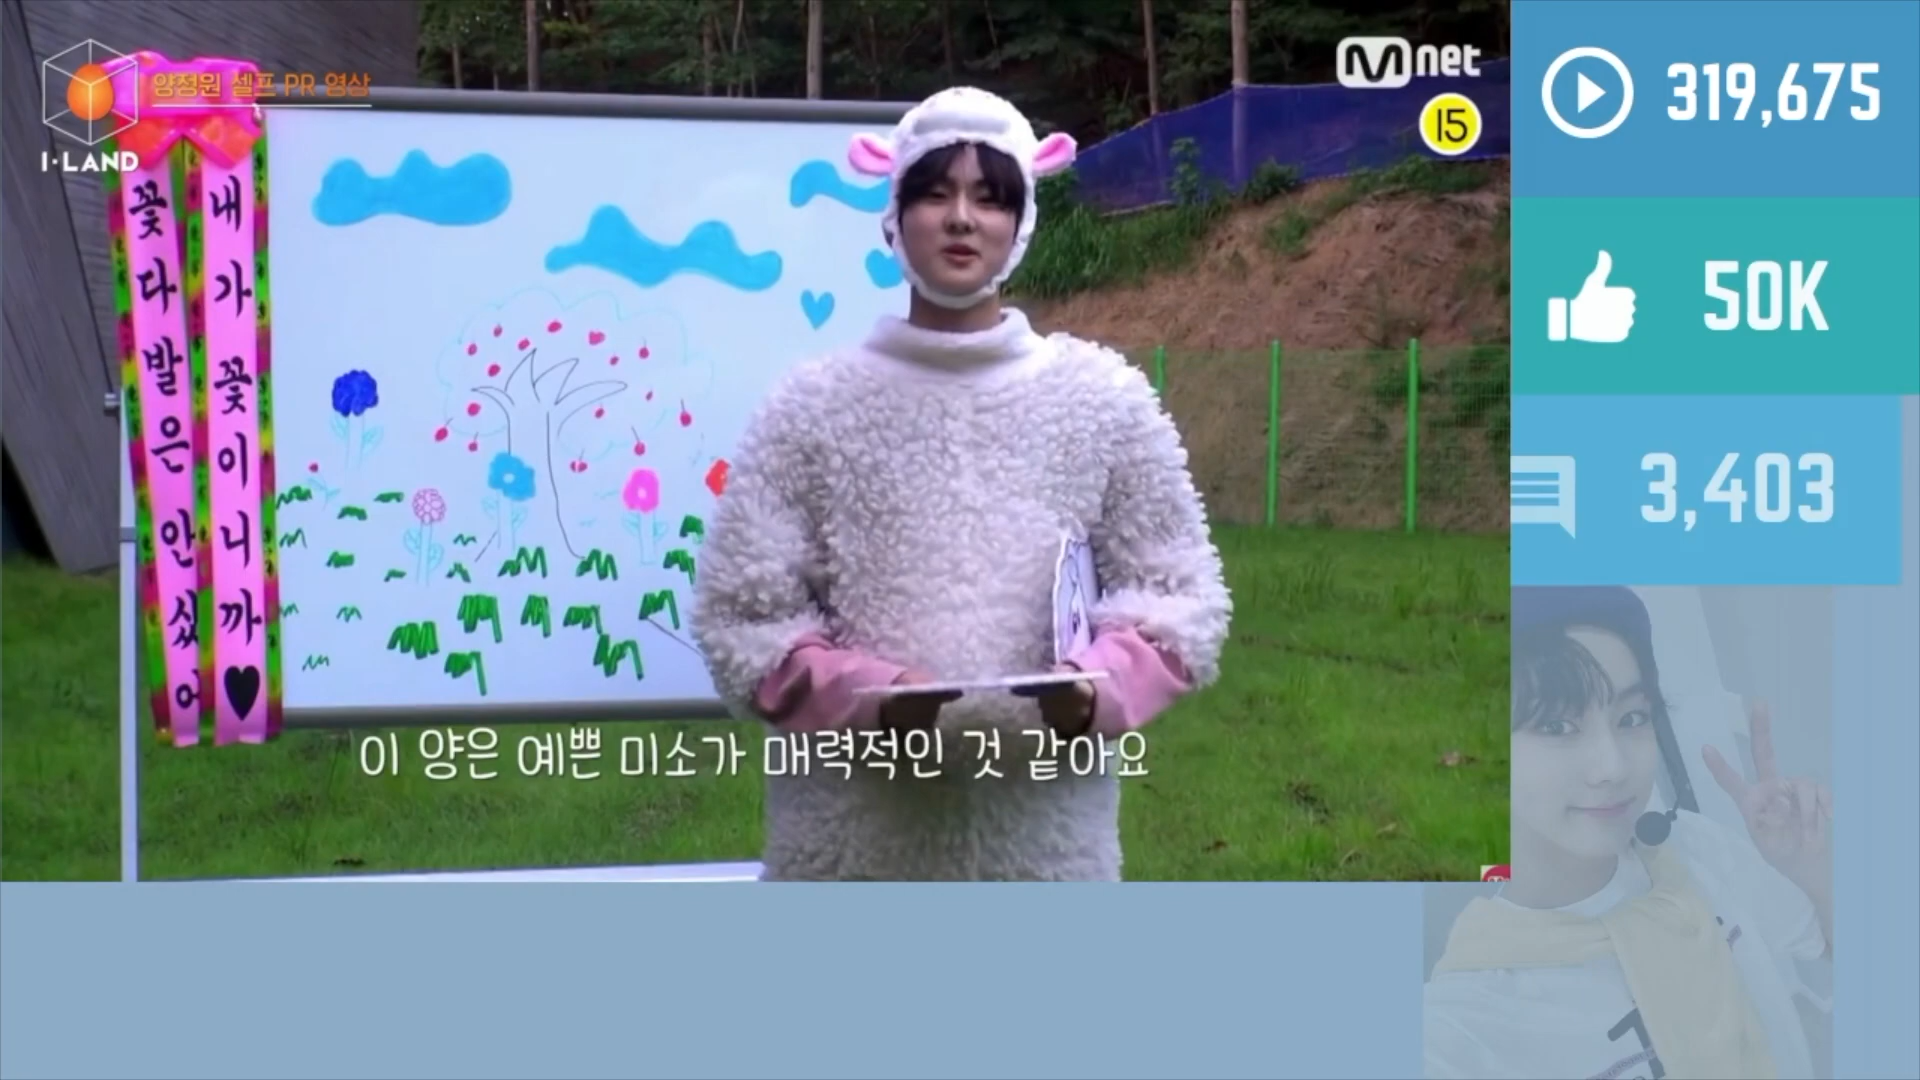 양정원 셀프 PR 영상
I·LAND
Mnet
15
319,675
50K
3,403
꽃다발은 안샀어
내가 꽃이니까♥
이 양은 예쁜 미소가 매력적인 것 같아요